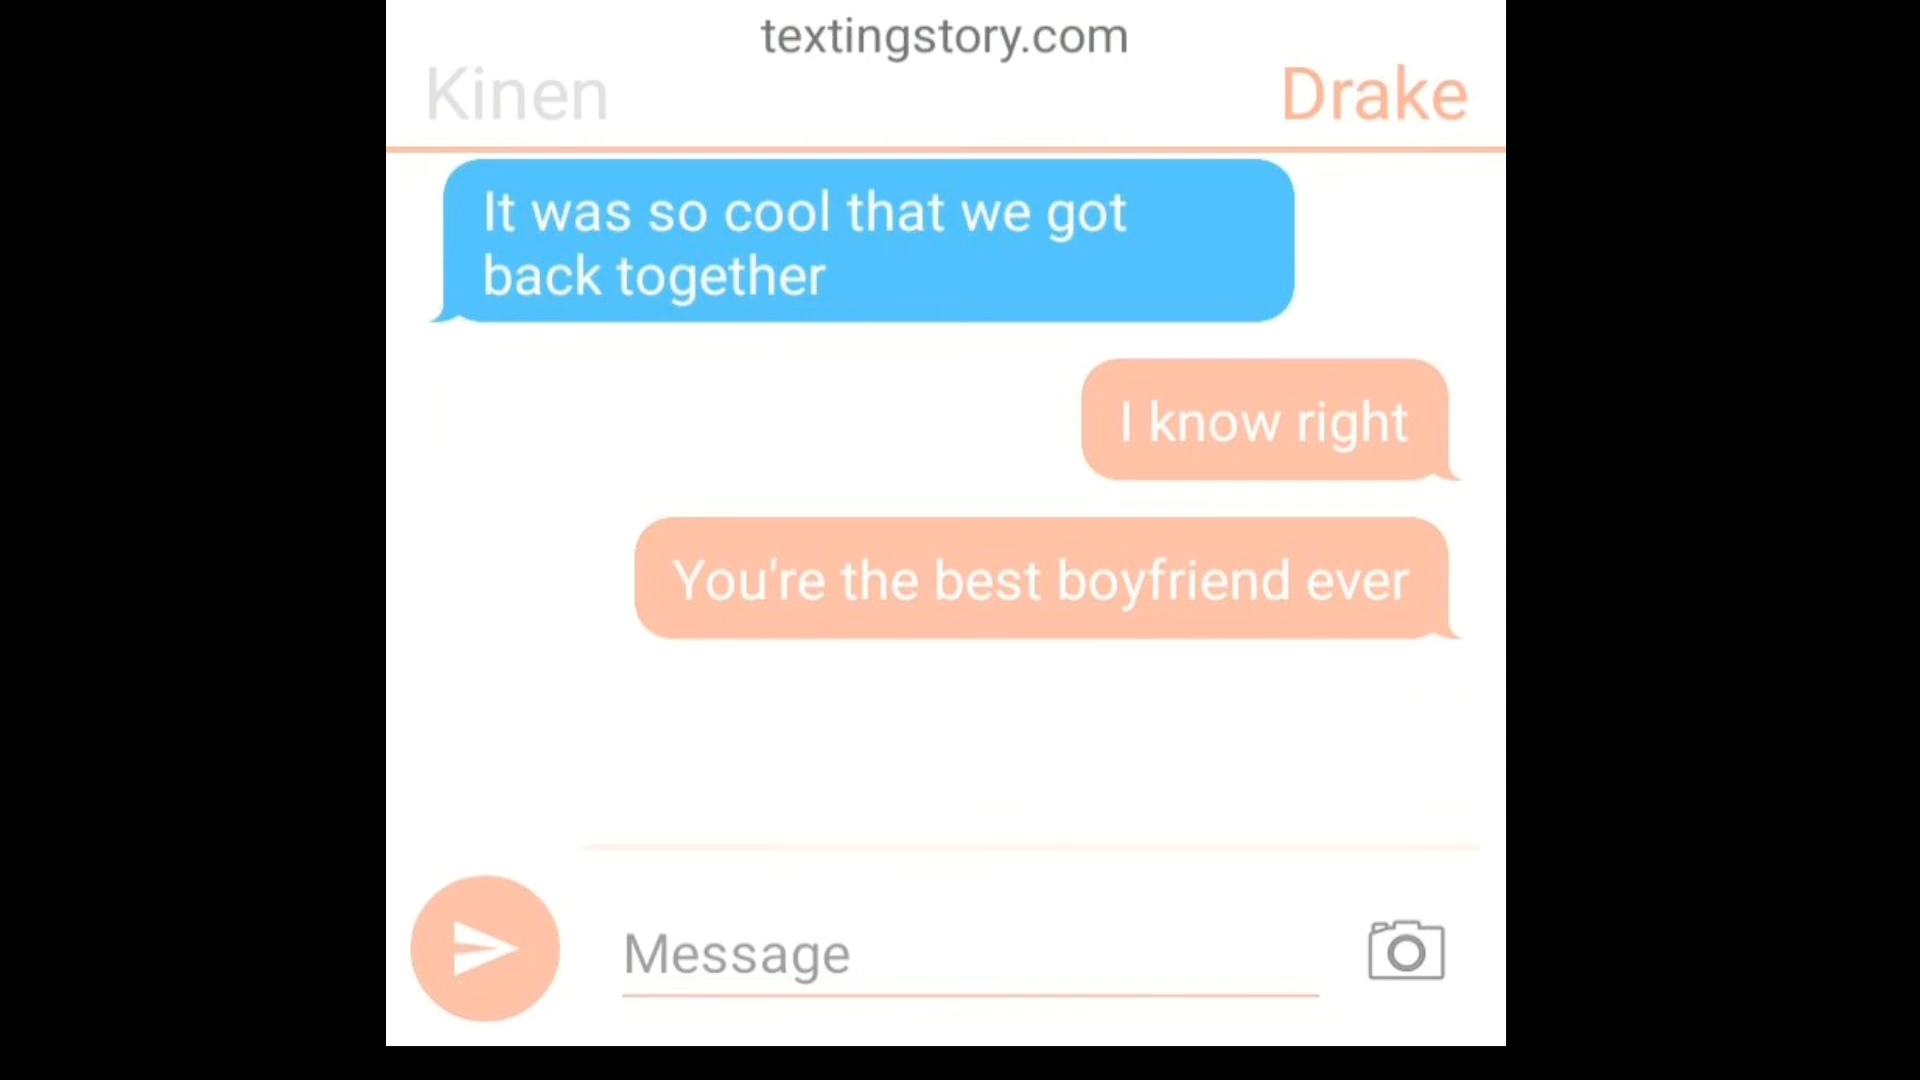 textingstory.com
Kinen
Drake
It was so cool that we got
back together
I know right
You're the best boyfriend ever
Message